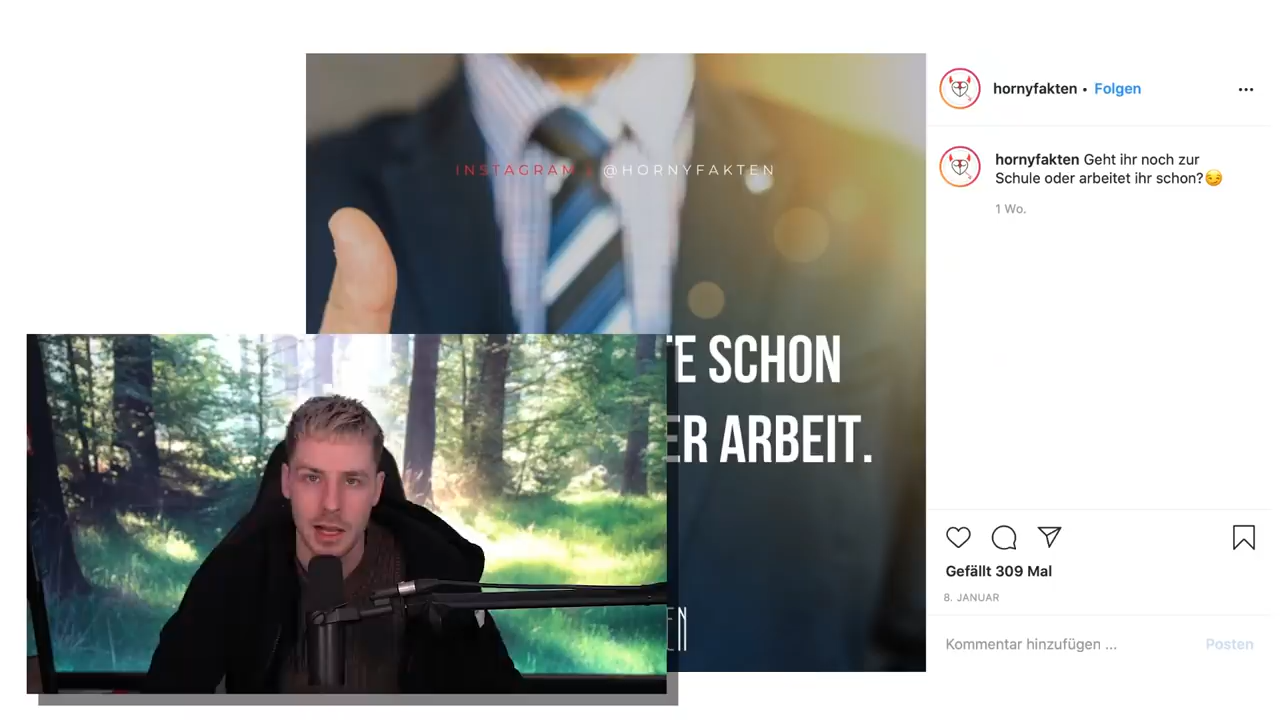 INSTAGRAM | @HORNYFAKTEN
SCHON
ARBEIT.
hornyfakten • Folgen
hornyfakten Geht ihr noch zur
Schule oder arbeitet ihr schon?😏
1 Wo.
Gefällt 309 Mal
8. JANUAR
Kommentar hinzufügen ...
Posten